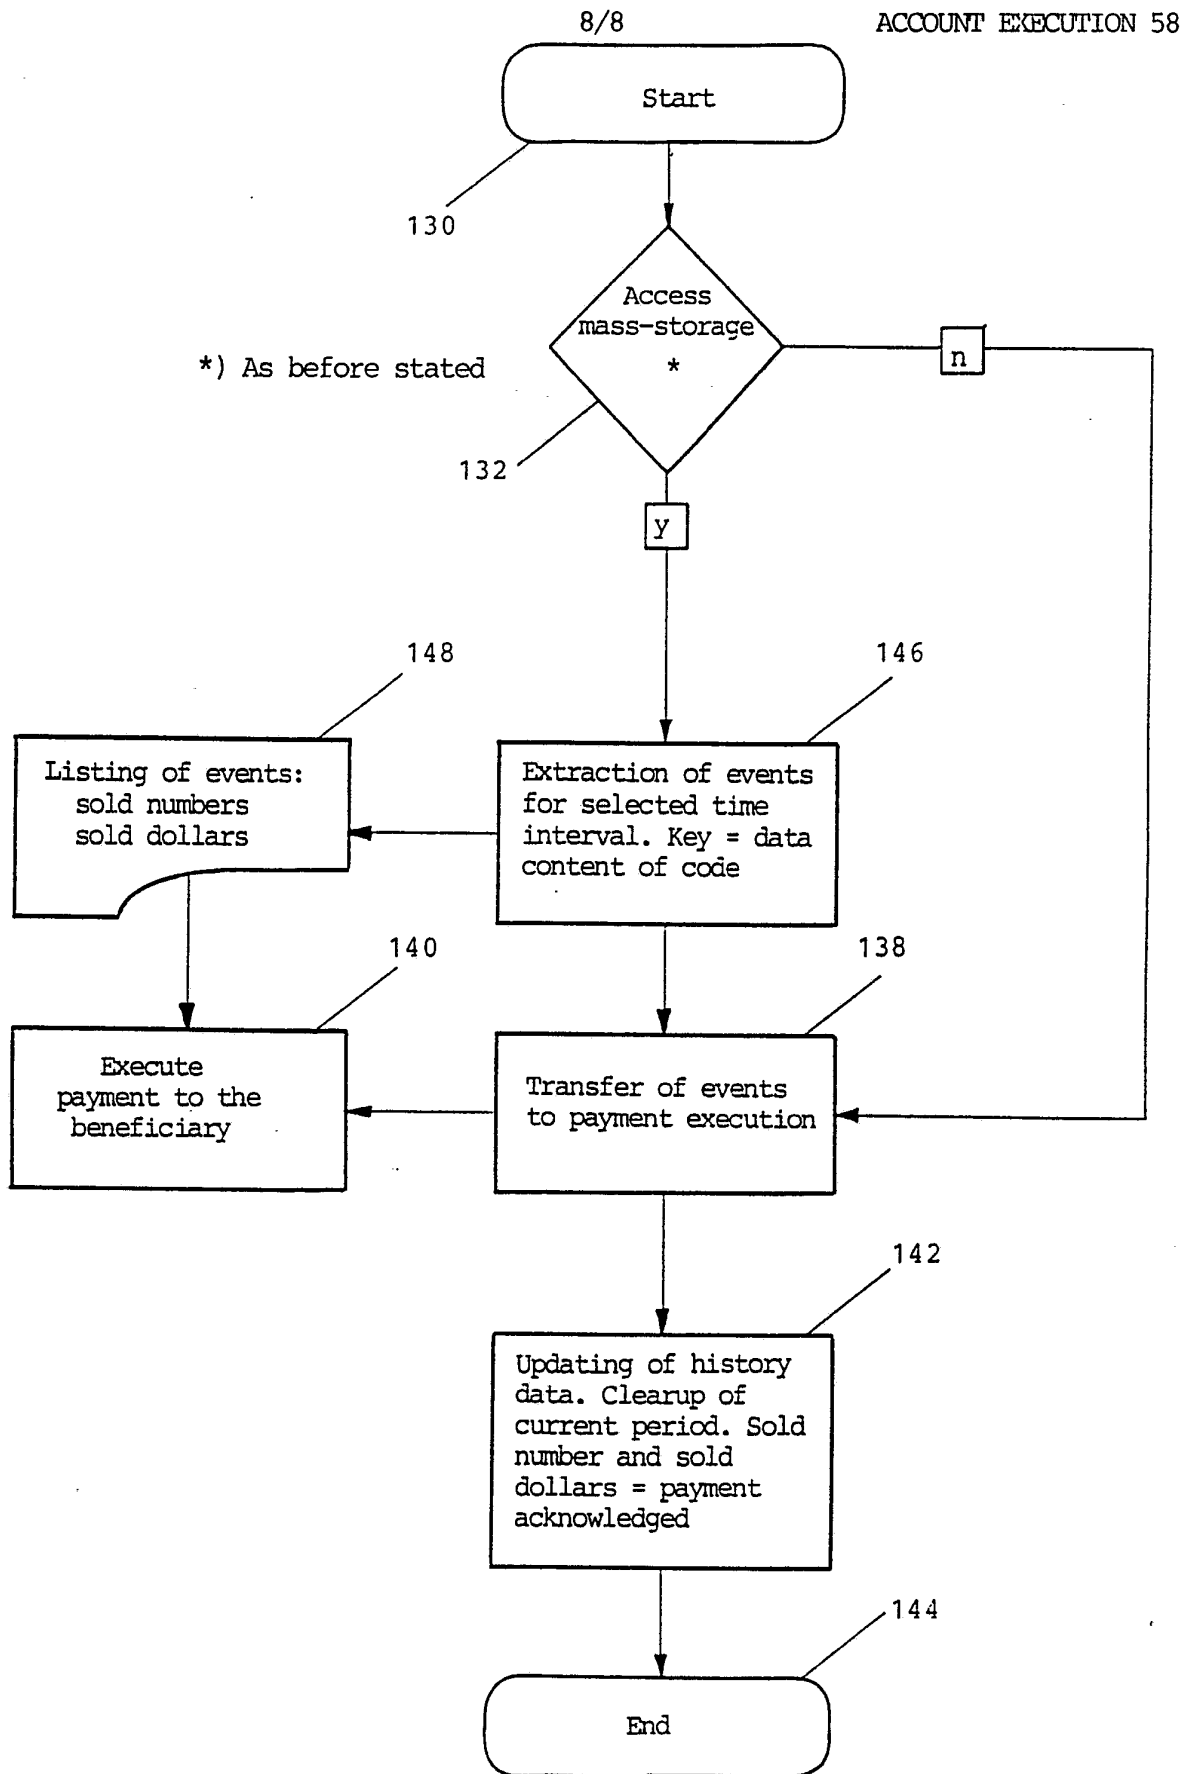 8/8
ACCOUNT EXECUTION 58
Start
130
Access
mass-storage
*
*) As before stated
n
132
y
148
146
Listing of events:
sold numbers
sold dollars
Extraction of events
for selected time
interval. Key = data
content of code
140
138
Execute
payment to the
beneficiary
Transfer of events
to payment execution
142
Updating of history
data. Clearup of
current period. Sold
number and sold
dollars = payment
acknowledged
144
End